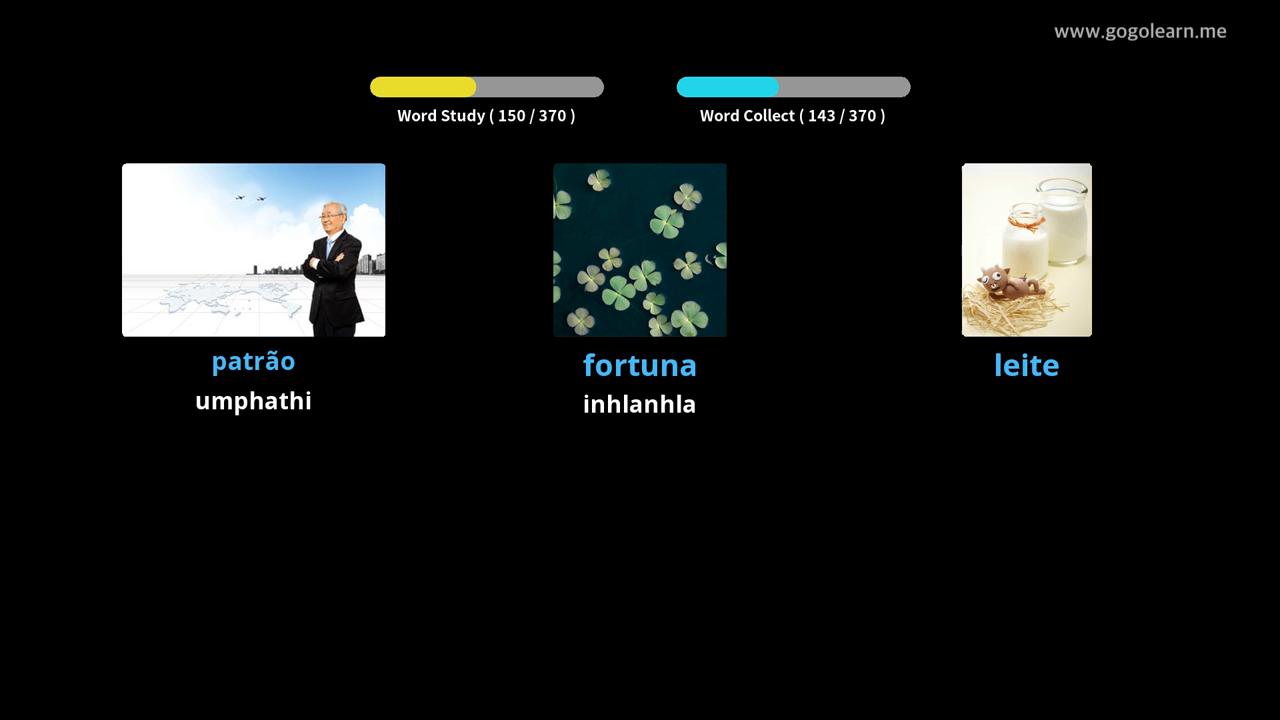 www.gogolearn.me
Word Study ( 150 / 370 )
Word Collect ( 143 / 370 )
patrão
umphathi
fortuna
inhlanhla
leite